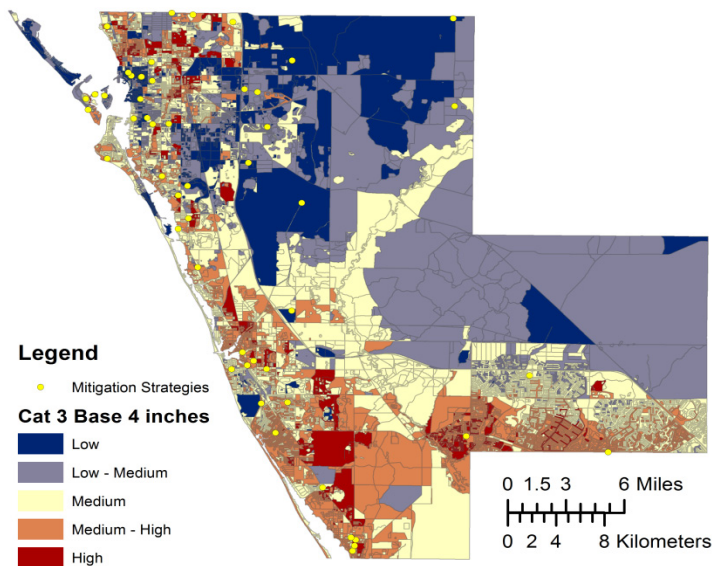 Legend
Mitigation Strategies
Cat 3 Base 4 inches
Low
Low - Medium
Medium
Medium - High
High
0 1.5 3 6 Miles
0 2 4 8 Kilometers